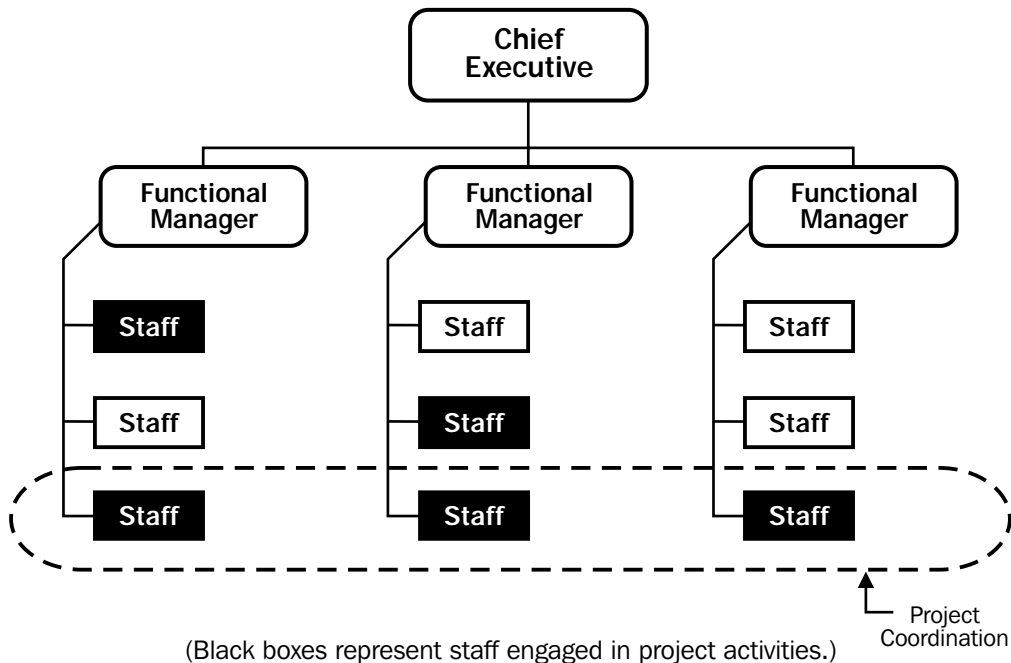 Chief
Executive
Functional
Manager
Functional
Manager
Functional
Manager
Staff
Staff
Staff
Staff
Staff
Staff
Staff
Staff
Staff
Project
Coordination
(Black boxes represent staff engaged in project activities.)